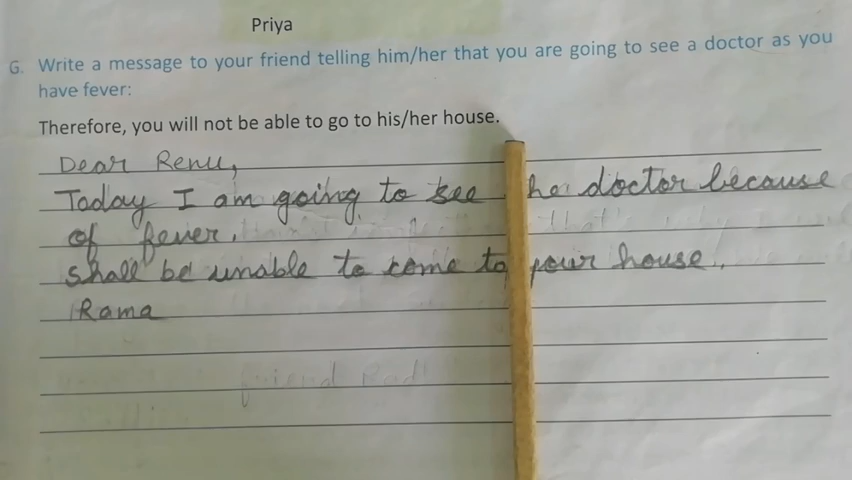 Priya
G. Write a message to your friend telling him/her that you are going to see a doctor as you
have fever:
Therefore, you will not be able to go to his/her house.
Dear Renu,
Today I am going to see he doctor because
of fever.
shall be unable to come to your house.
Rama
friend